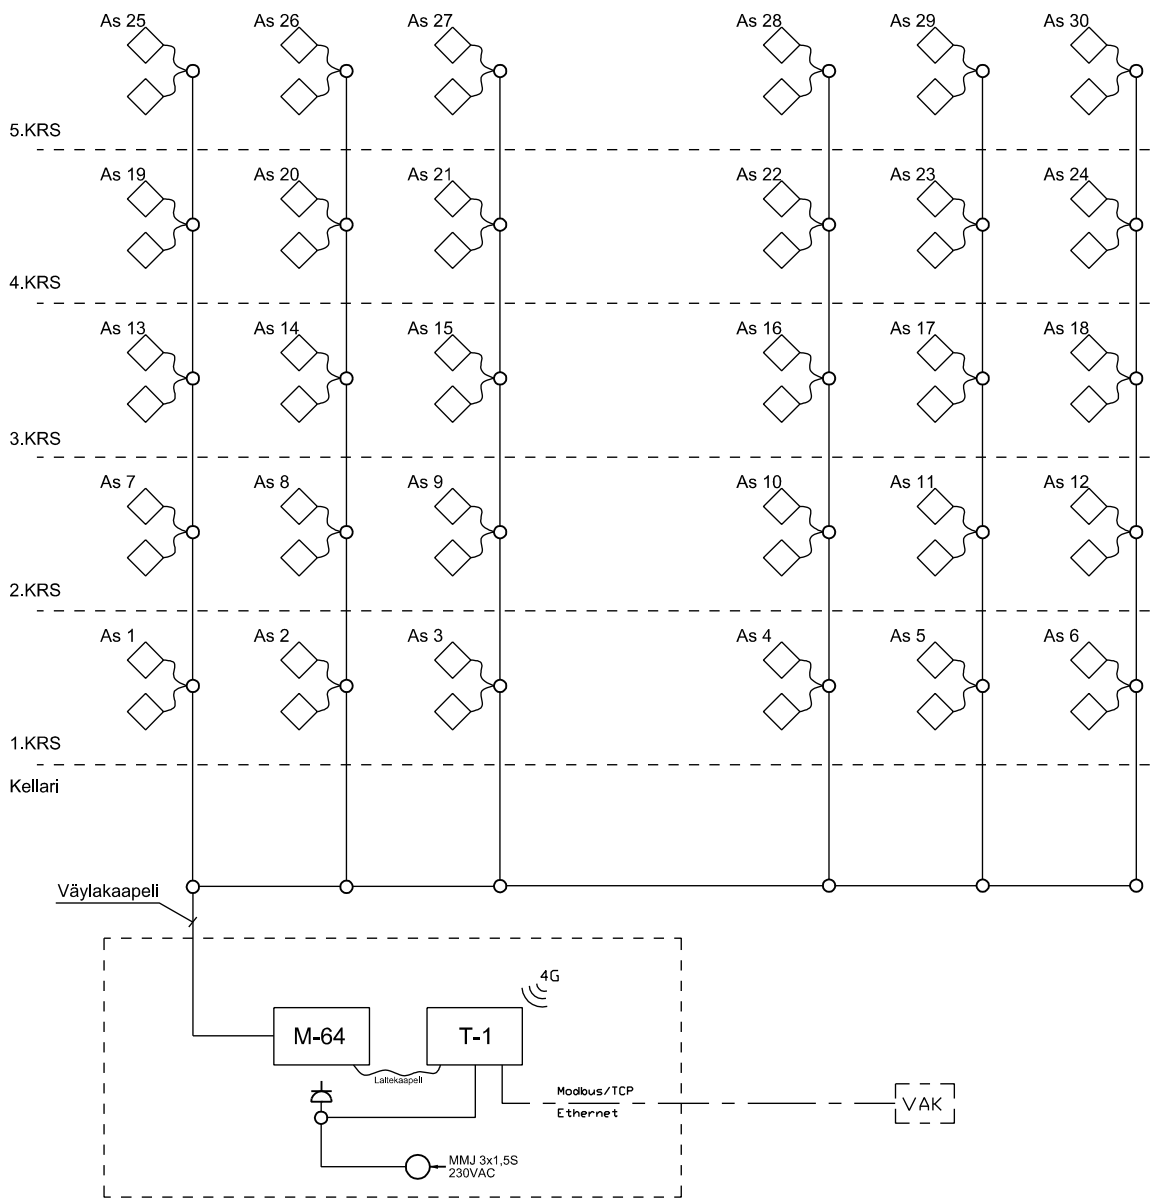 As 25 As 26 As 27 As 28 As 29 As 30
5.KRS
As 19 As 20 As 21 As 22 As 23 As 24
4.KRS
As 13 As 14 As 15 As 16 As 17 As 18
3.KRS
As 7 As 8 As 9 As 10 As 11 As 12
2.KRS
As 1 As 2 As 3 As 4 As 5 As 6
1.KRS
Kellari
Väylakaapeli
4G
M-64 T-1
Laitekaapeli
Modbus/TCP
Ethernet
VAK
MMJ 3x1,5S
230VAC